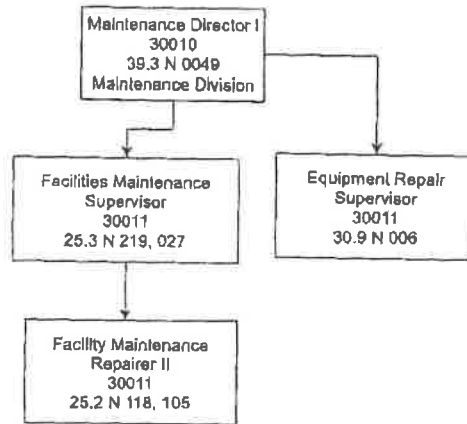 Maintenance Director I
30010
39.3 N 0049
Maintenance Division
Facilities Maintenance
Supervisor
30011
25.3 N 219, 027
Equipment Repair
Supervisor
30011
30.9 N 006
Facility Maintenance
Repairer II
30011
25.2 N 118, 105